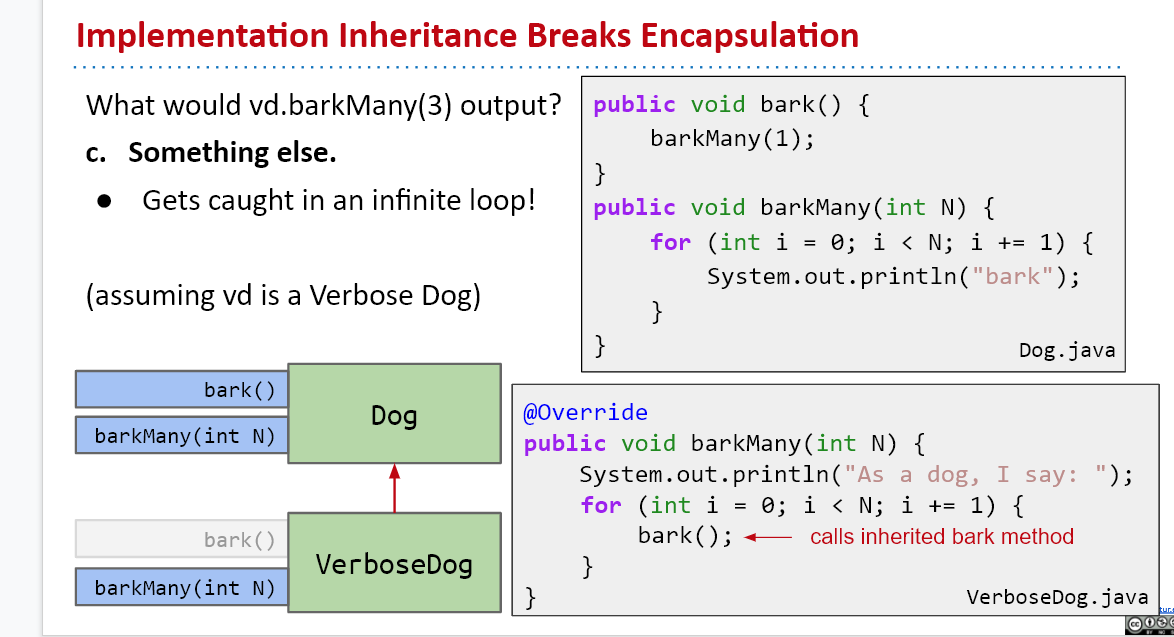 Implementation Inheritance Breaks Encapsulation
What would vd.barkMany(3) output?
c. Something else.
● Gets caught in an infinite loop!
(assuming vd is a Verbose Dog)
public void bark() {
barkMany(1);
}
public void barkMany(int N) {
for (int i = 0; i < N; i += 1) {
System.out.println("bark");
}
}
Dog.java
bark()
barkMany(int N)
Dog
bark()
barkMany(int N)
VerboseDog
@Override
public void barkMany(int N) {
System.out.println("As a dog, I say: ");
for (int i = 0; i < N; i += 1) {
bark();
calls inherited bark method
}
}
VerboseDog.java